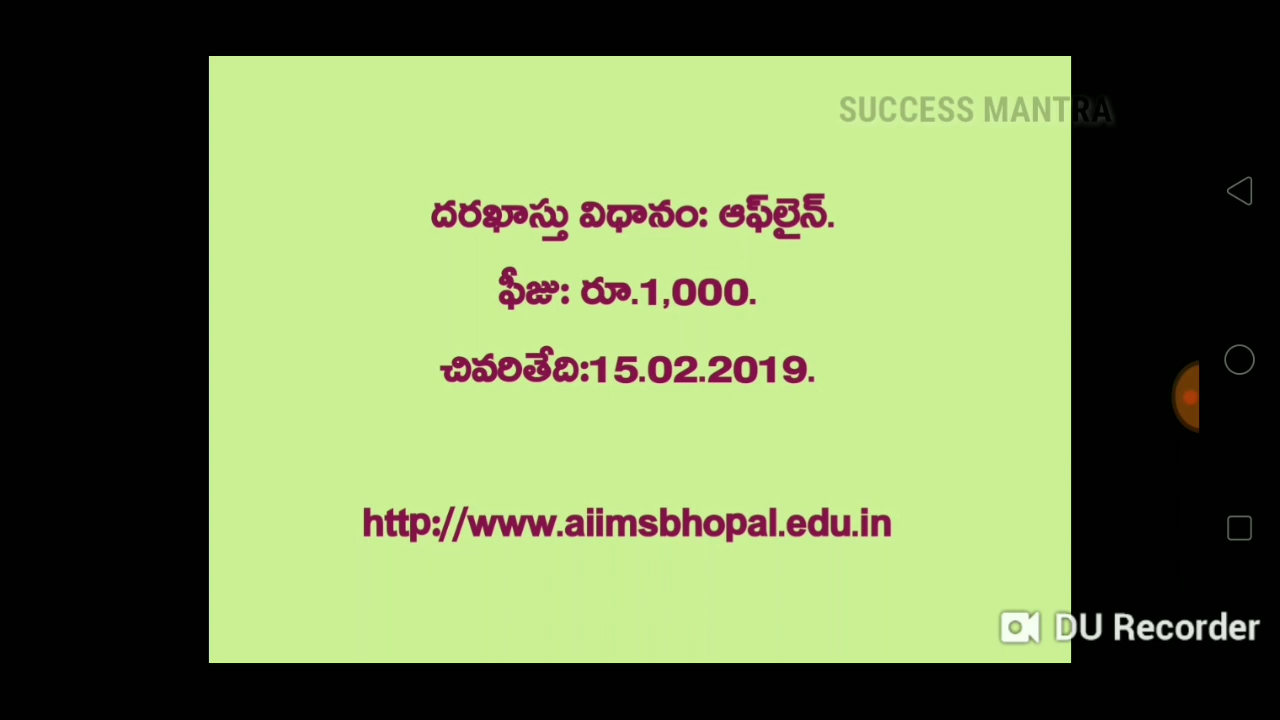 SUCCESS MANTRA
దరఖాస్తు విధానం: ఆఫ్‌లైన్.
ఫీజు: రూ.1,000.
చివరితేది:15.02.2019.
http://www.aiimsbhopal.edu.in
DU Recorder